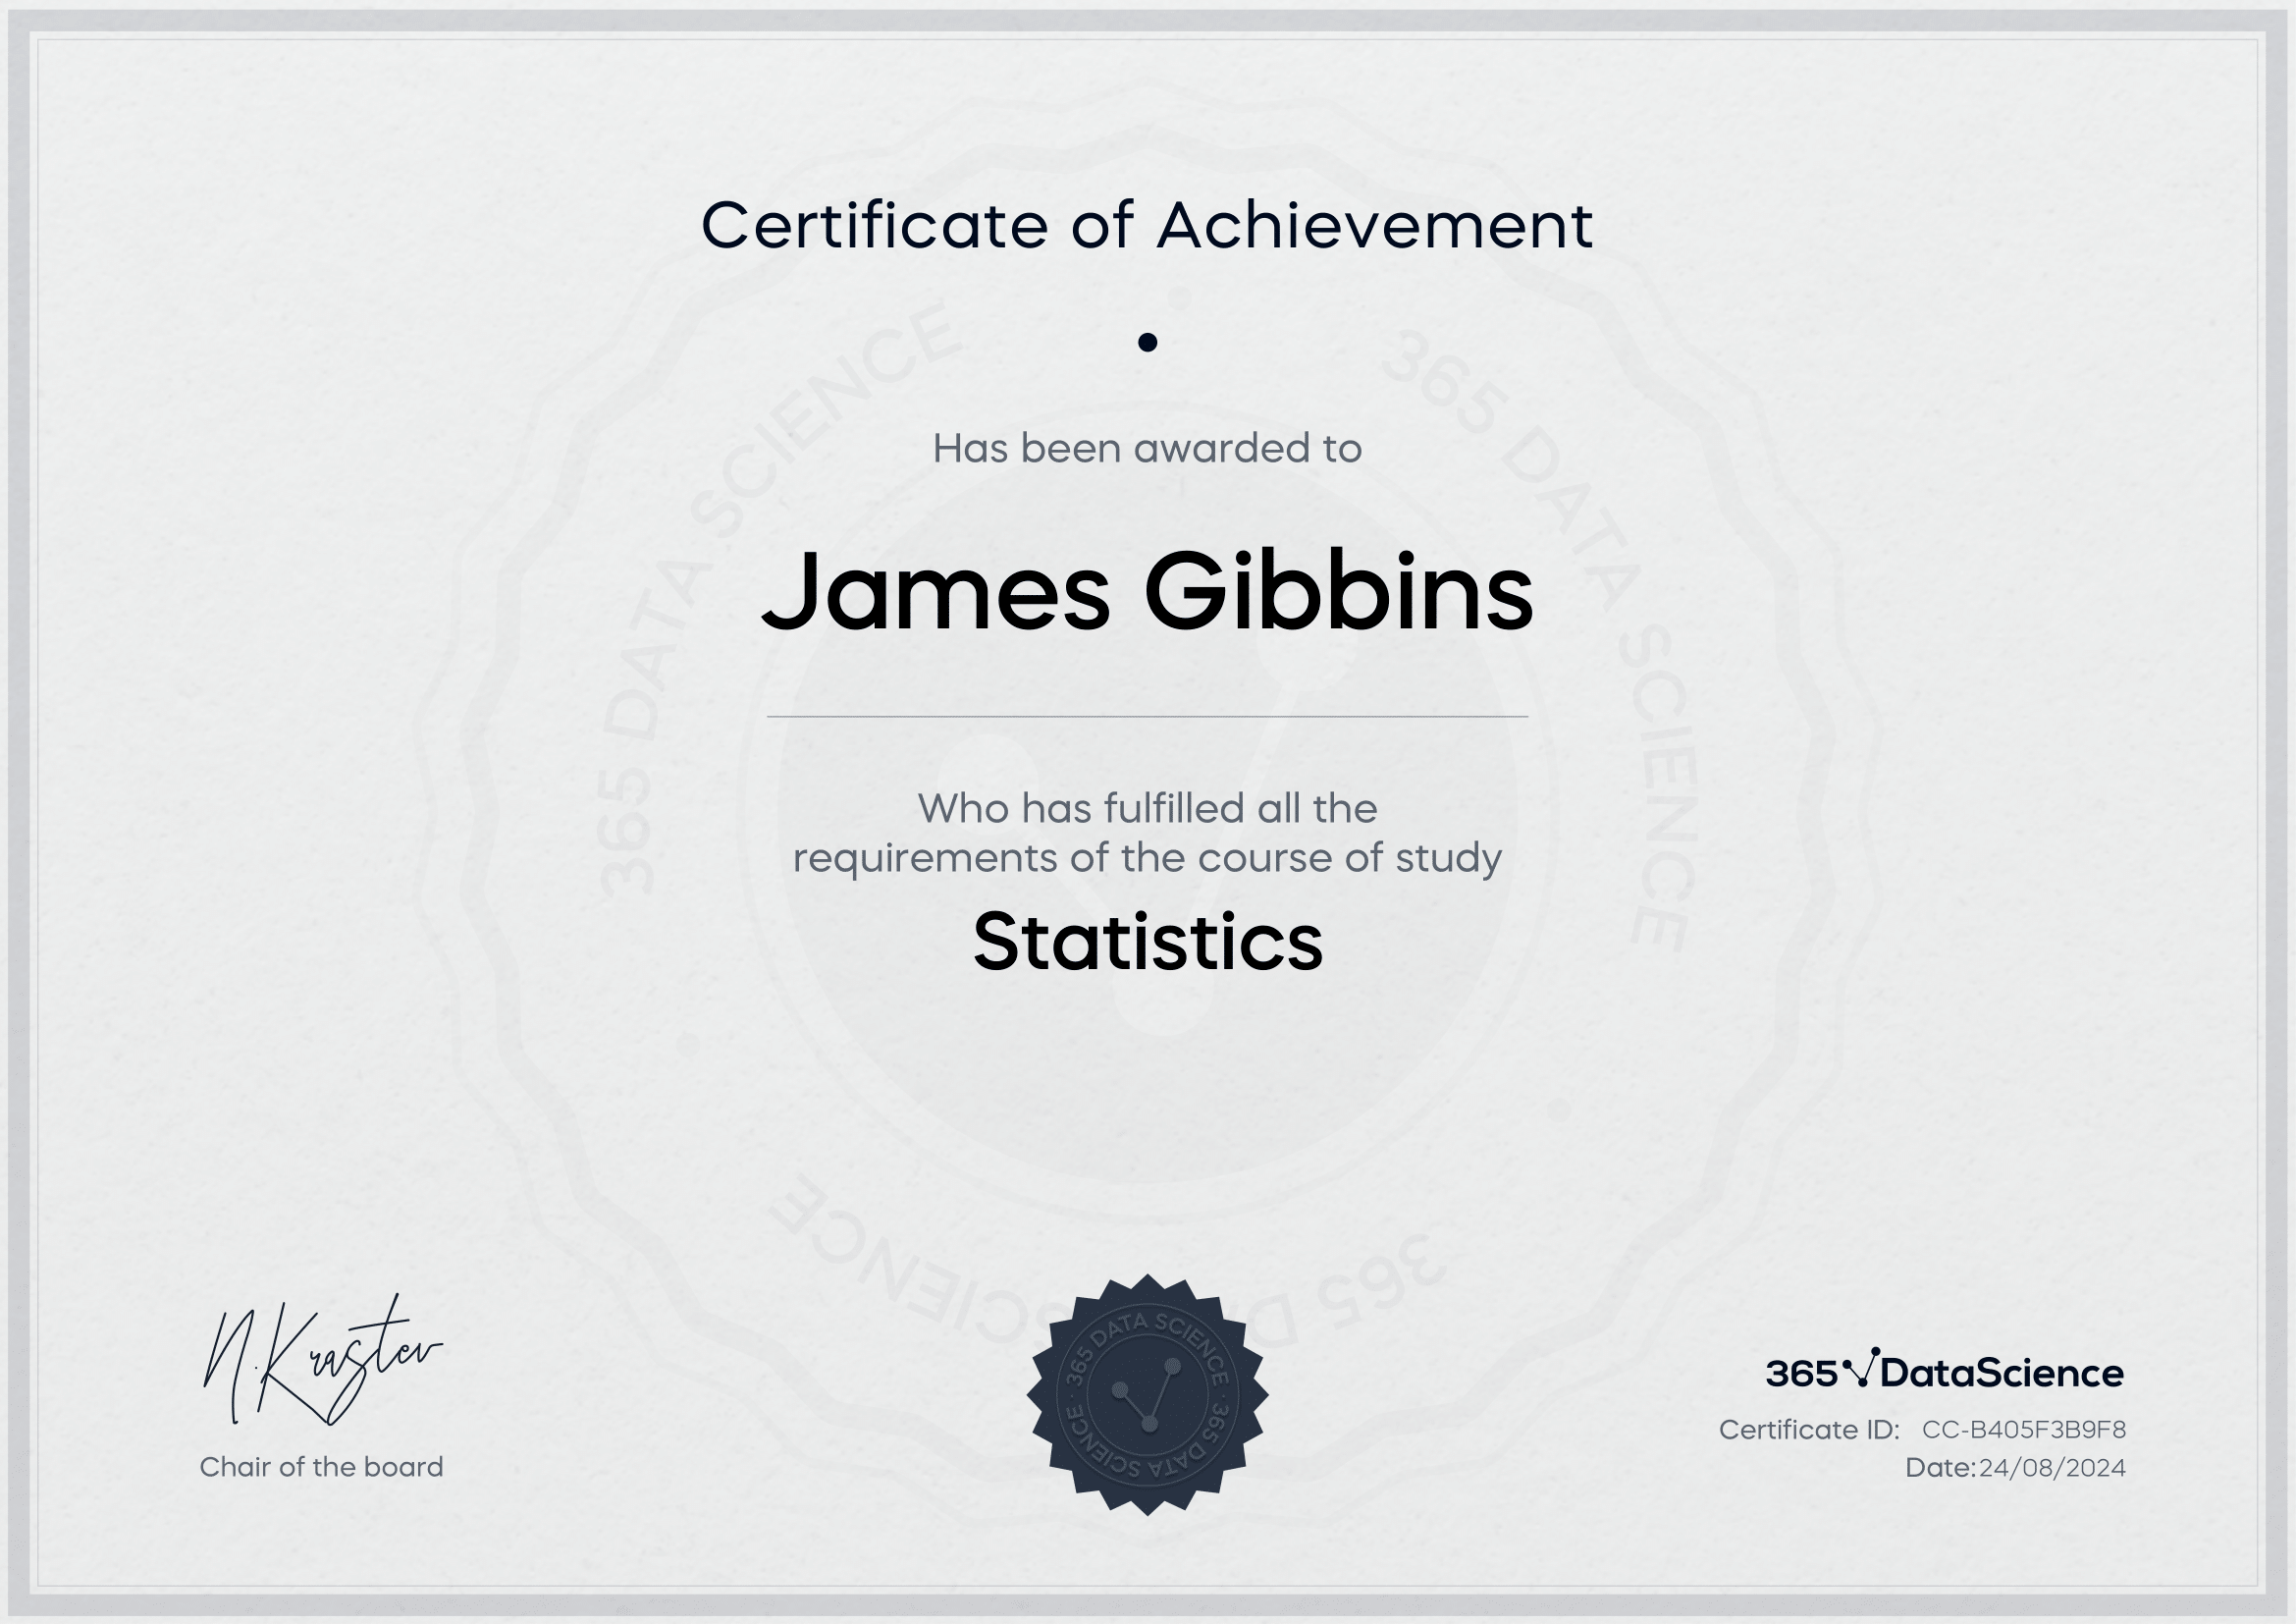 Certificate of Achievement
Has been awarded to
James Gibbins
Who has fulfilled all the
requirements of the course of study
Statistics
365 DATA SCIENCE
365 DATA SCIENCE
365 DATA SCIENCE
N.Krastev
Chair of the board
365 DATA SCIENCE · 365 DATA SCIENCE ·
365 DataScience
Certificate ID: CC-B405F3B9F8
Date:24/08/2024